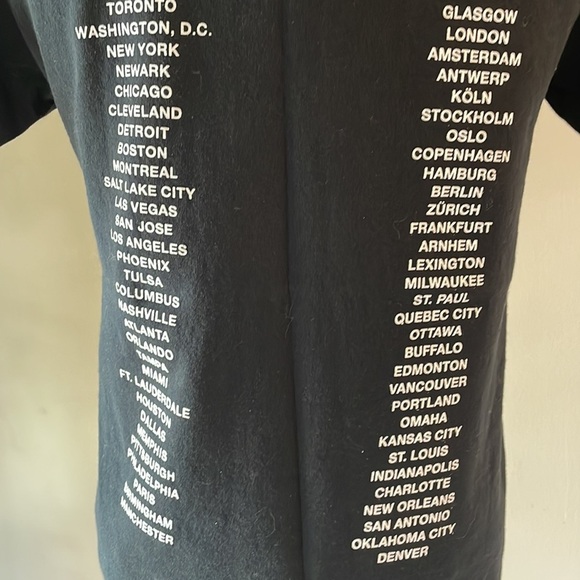 TORONTO
WASHINGTON, D.C.
NEW YORK
NEWARK
CHICAGO
CLEVELAND
DETROIT
BOSTON
MONTREAL
SALT LAKE CITY
LAS VEGAS
SAN JOSE
LOS ANGELES
PHOENIX
TULSA
COLUMBUS
NASHVILLE
ATLANTA
ORLANDO
TAMPA
MIAMI
FT. LAUDERDALE
HOUSTON
DALLAS
MEMPHIS
PITTSBURGH
PHILADELPHIA
PARIS
BIRMINGHAM
MANCHESTER
GLASGOW
LONDON
AMSTERDAM
ANTWERP
KÖLN
STOCKHOLM
OSLO
COPENHAGEN
HAMBURG
BERLIN
ZÜRICH
FRANKFURT
ARNHEM
LEXINGTON
MILWAUKEE
ST. PAUL
QUEBEC CITY
OTTAWA
BUFFALO
EDMONTON
VANCOUVER
PORTLAND
OMAHA
KANSAS CITY
ST. LOUIS
INDIANAPOLIS
CHARLOTTE
NEW ORLEANS
SAN ANTONIO
OKLAHOMA CITY
DENVER